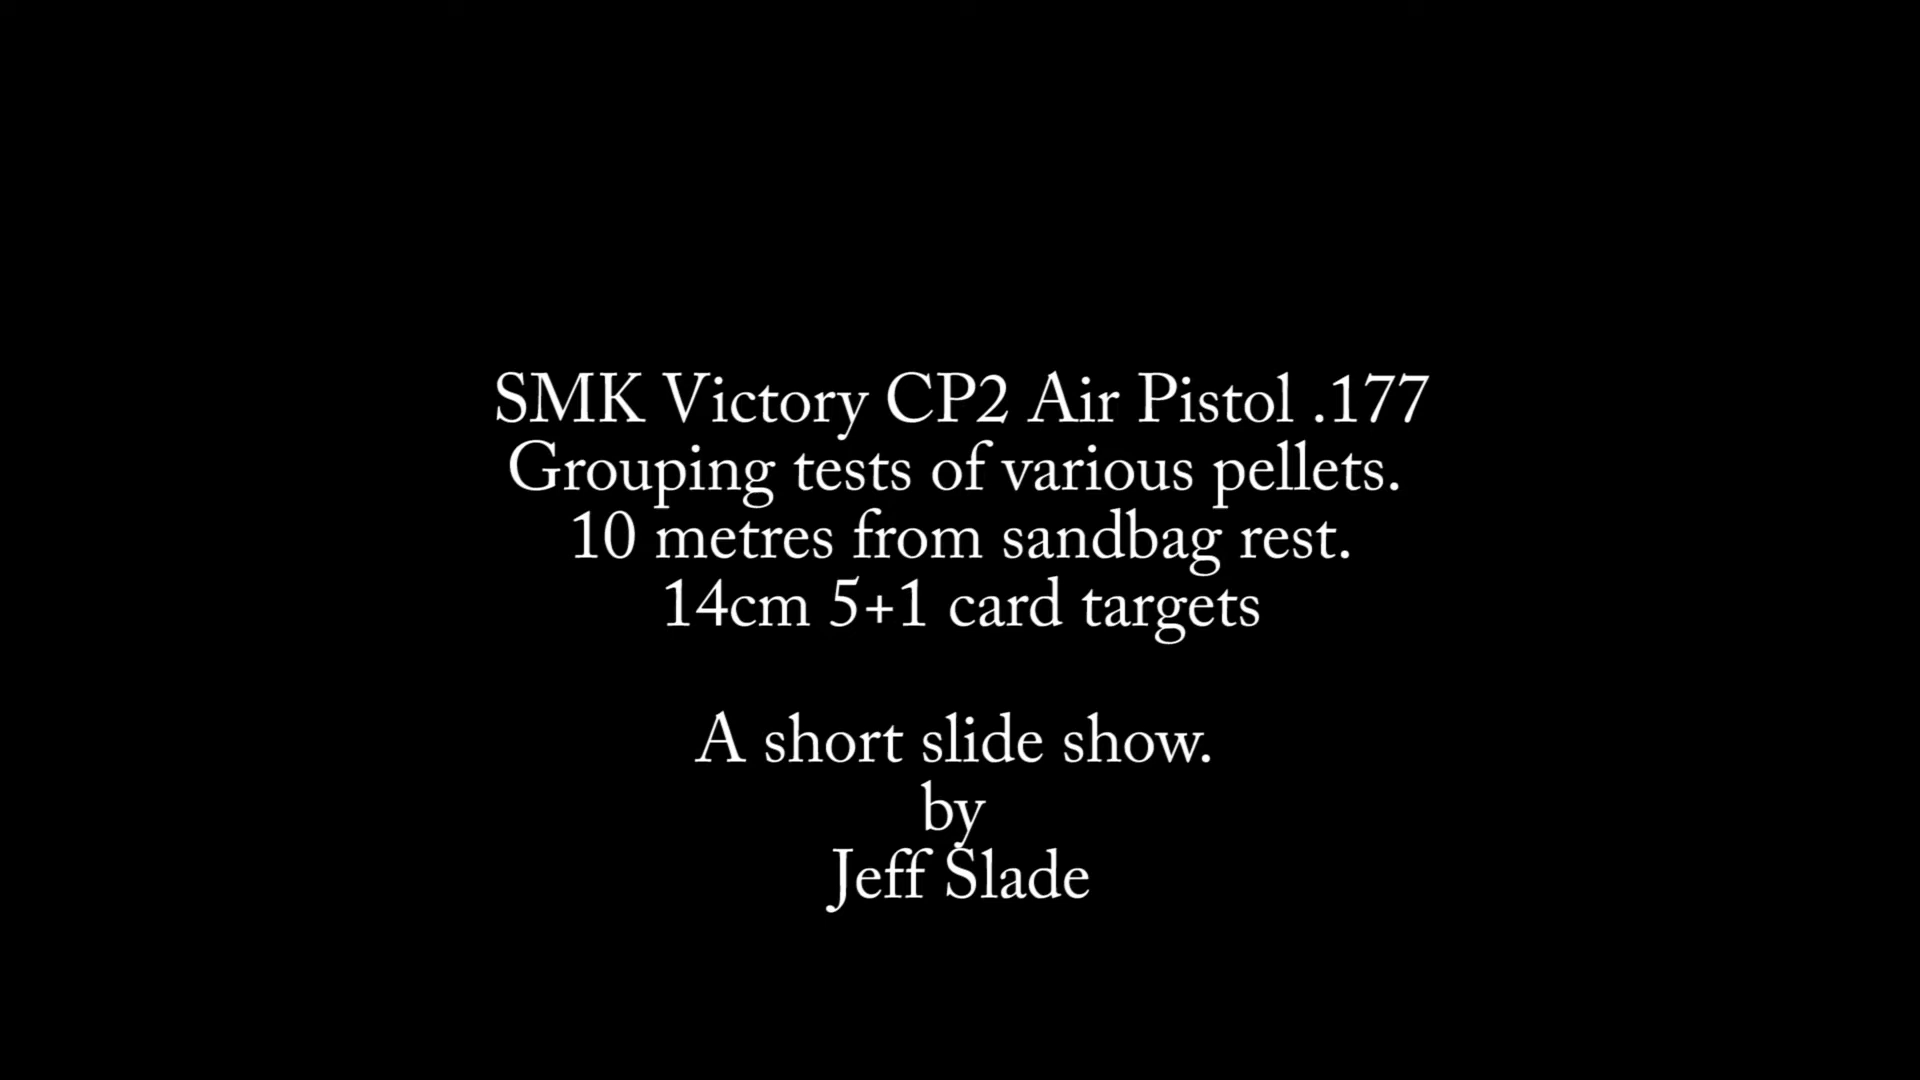 SMK Victory CP2 Air Pistol .177
Grouping tests of various pellets.
10 metres from sandbag rest.
14cm 5+1 card targets
A short slide show.
by
Jeff Slade